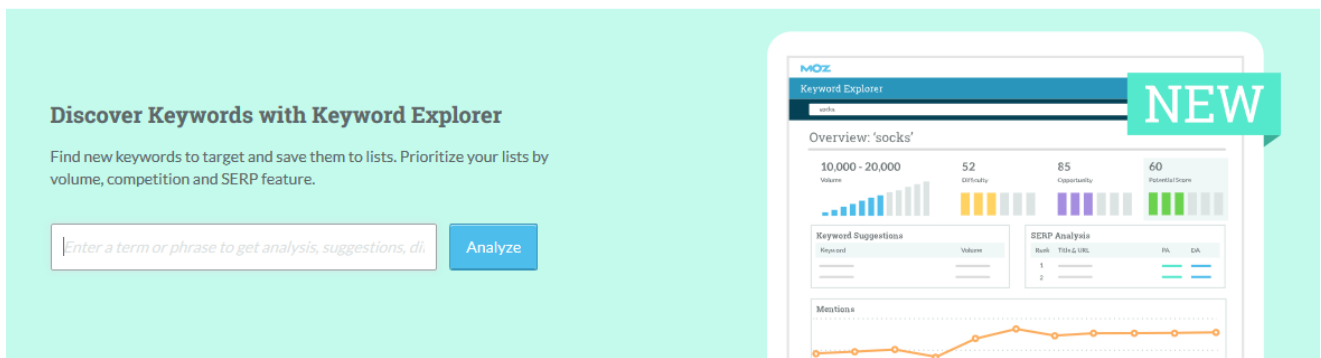 Discover Keywords with Keyword Explorer
Find new keywords to target and save them to lists. Prioritize your lists by
volume, competition and SERP feature.
Enter a term or phrase to get analysis, suggestions, di
Analyze
MOZ
Keyword Explorer
socks
NEW
Overview: 'socks'
10,000 - 20,000
Volume
52
Difficulty
85
Opportunity
60
Potential Score
Keyword Suggestions
Keyword Volume
SERP Analysis
Rank Title & URL PA DA
1
2
Mentions